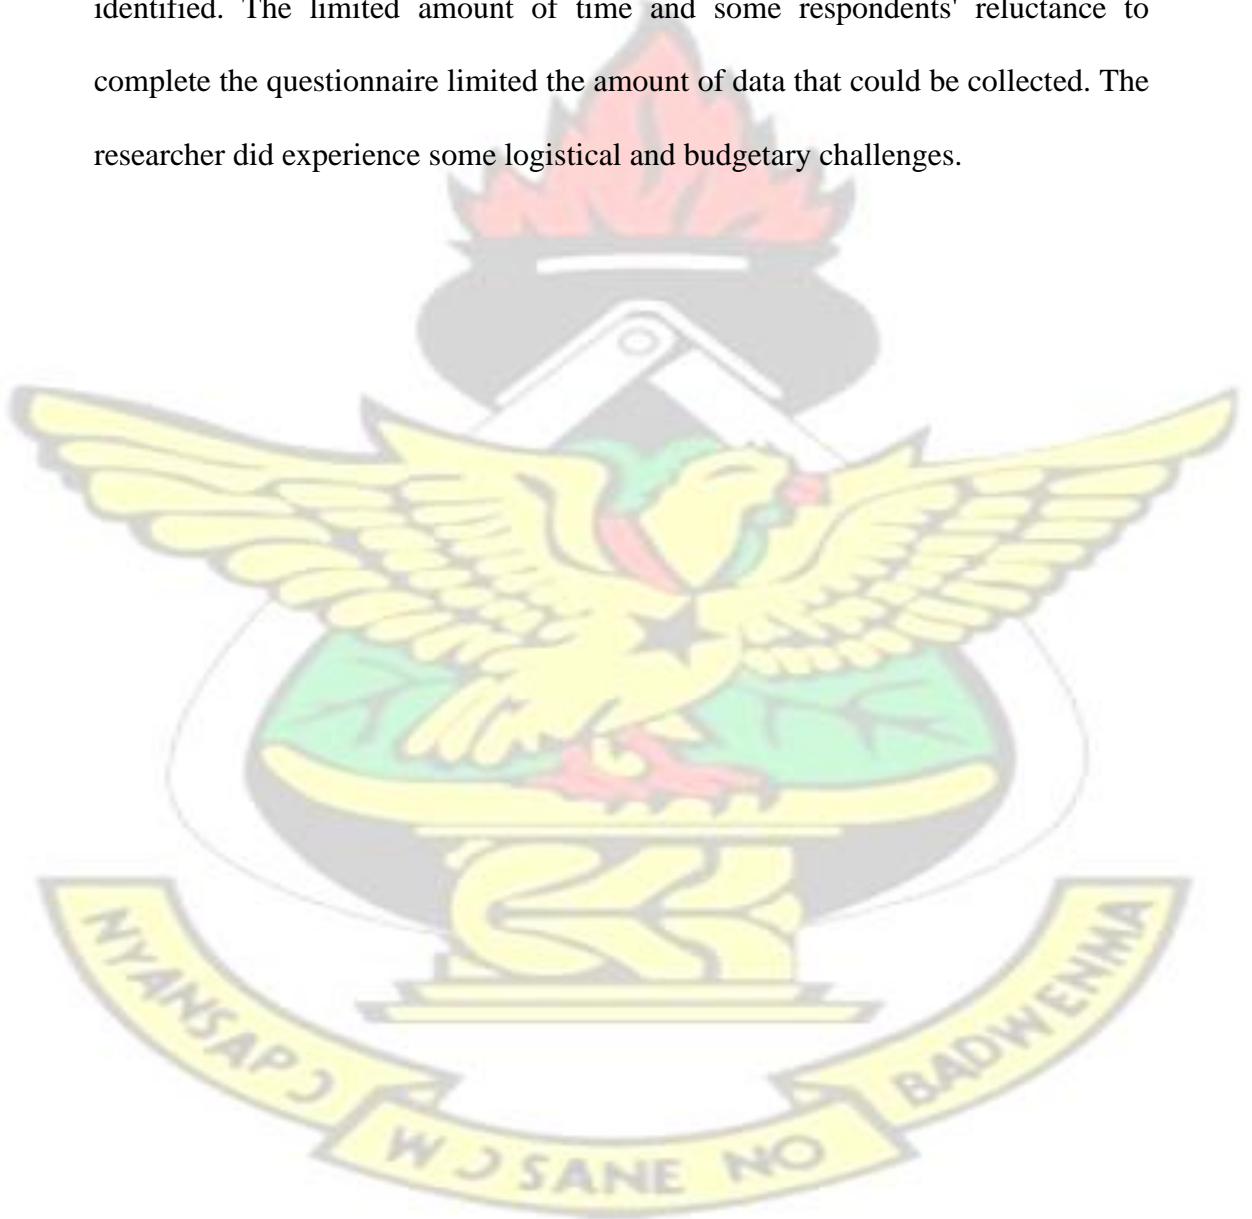 identified. The limited amount of time and some respondents' reluctance to
complete the questionnaire limited the amount of data that could be collected. The
researcher did experience some logistical and budgetary challenges.
NYANSAPƆ
WƆ SANE NO
BADWENMA